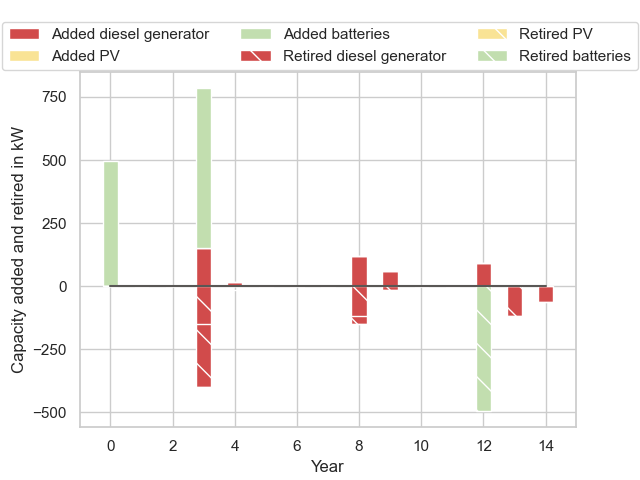 Added diesel generator Added batteries Retired PV
Added PV Retired diesel generator Retired batteries
Capacity added and retired in kW
750
500
250
0
−250
−500
0 2 4 6 8 10 12 14
Year